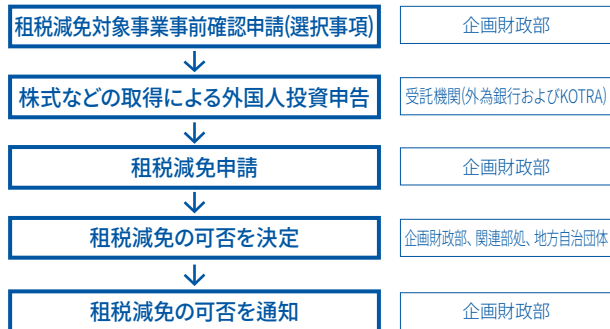 租税減免対象事業事前確認申請(選択事項)
企画財政部
株式などの取得による外国人投資申告
受託機関(外為銀行およびKOTRA)
租税減免申請
企画財政部
租税減免の可否を決定
企画財政部、関連部処、地方自治団体
租税減免の可否を通知
企画財政部